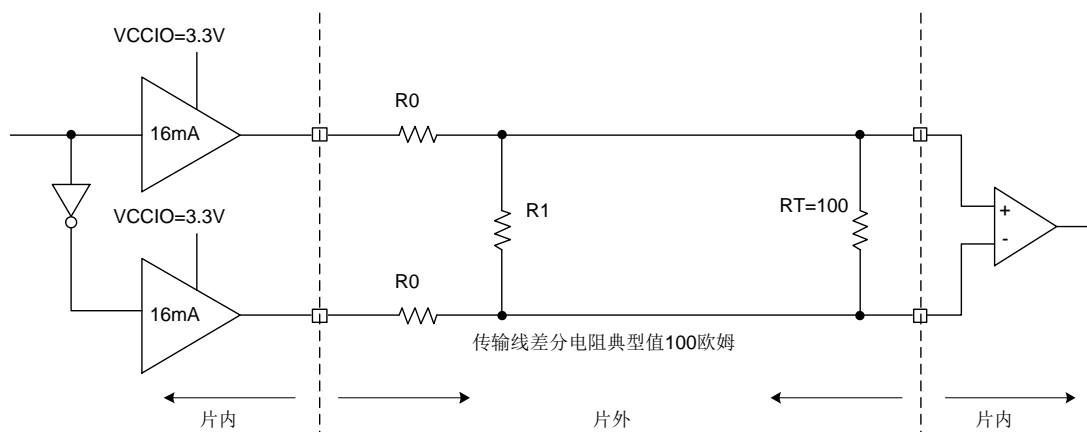 VCCIO=3.3V
R0
16mA
VCCIO=3.3V
R1
RT=100
+
-
R0
16mA
传输线差分电阻典型值100欧姆
片内
片外
片内